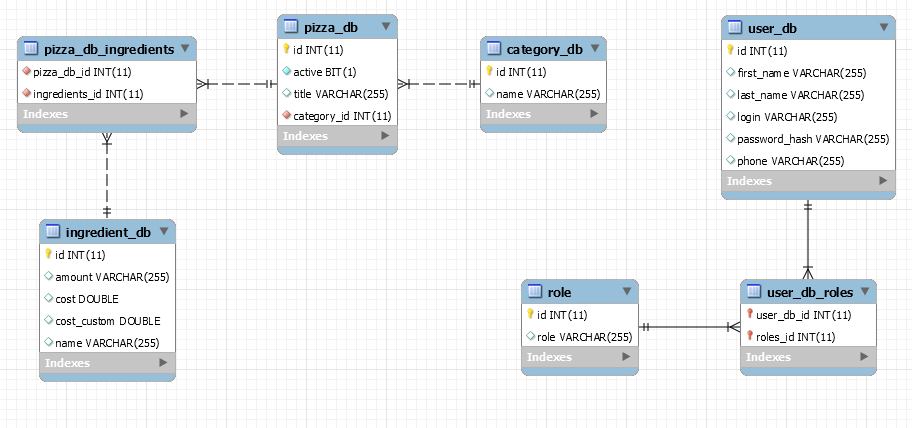 pizza_db_ingredients
pizza_db_id INT(11)
ingredients_id INT(11)
Indexes
pizza_db
id INT(11)
active BIT(1)
title VARCHAR(255)
category_id INT(11)
Indexes
category_db
id INT(11)
name VARCHAR(255)
Indexes
user_db
id INT(11)
first_name VARCHAR(255)
last_name VARCHAR(255)
login VARCHAR(255)
password_hash VARCHAR(255)
phone VARCHAR(255)
Indexes
ingredient_db
id INT(11)
amount VARCHAR(255)
cost DOUBLE
cost_custom DOUBLE
name VARCHAR(255)
Indexes
role
id INT(11)
role VARCHAR(255)
Indexes
user_db_roles
user_db_id INT(11)
roles_id INT(11)
Indexes